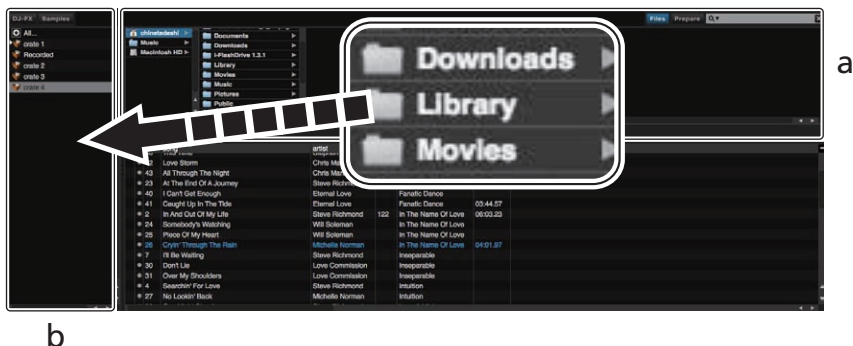 DJ-FX Samples
Files Prepare Q
All...
crate 1
Recorded
crate 2
crate 3
crate 4
chinatedeshi
Music
Macintosh HD
Documents
Downloads
i-FlashDrive 1.3.1
Library
Movies
Music
Pictures
Public
Downloads
Library
Movies
a
song artist
Love Storm Chris
43 All Through The Night Chris
23 At The End Of A Journey Steve
40 I Can't Get Enough Eternal Love Fanatic Dance
41 Caught Up In The Tide Eternal Love Fanatic Dance 03:44.57
2 In And Out Of My Life Steve Richmond 122 In The Name Of Love 06:03.23
24 Somebody's Watching Will Soleman In The Name Of Love
25 Piece Of My Heart Will Soleman In The Name Of Love
26 Cryin' Through The Rain Michelle Norman In The Name Of Love 04:01.97
7 I'll Be Waiting Steve Richmond Inseparable
30 Don't Lie Love Commission Inseparable
31 Over My Shoulders Love Commission Inseparable
4 Searchin' For Love Steve Richmond Intuition
27 No Lookin' Back Michelle Norman Intuition
b